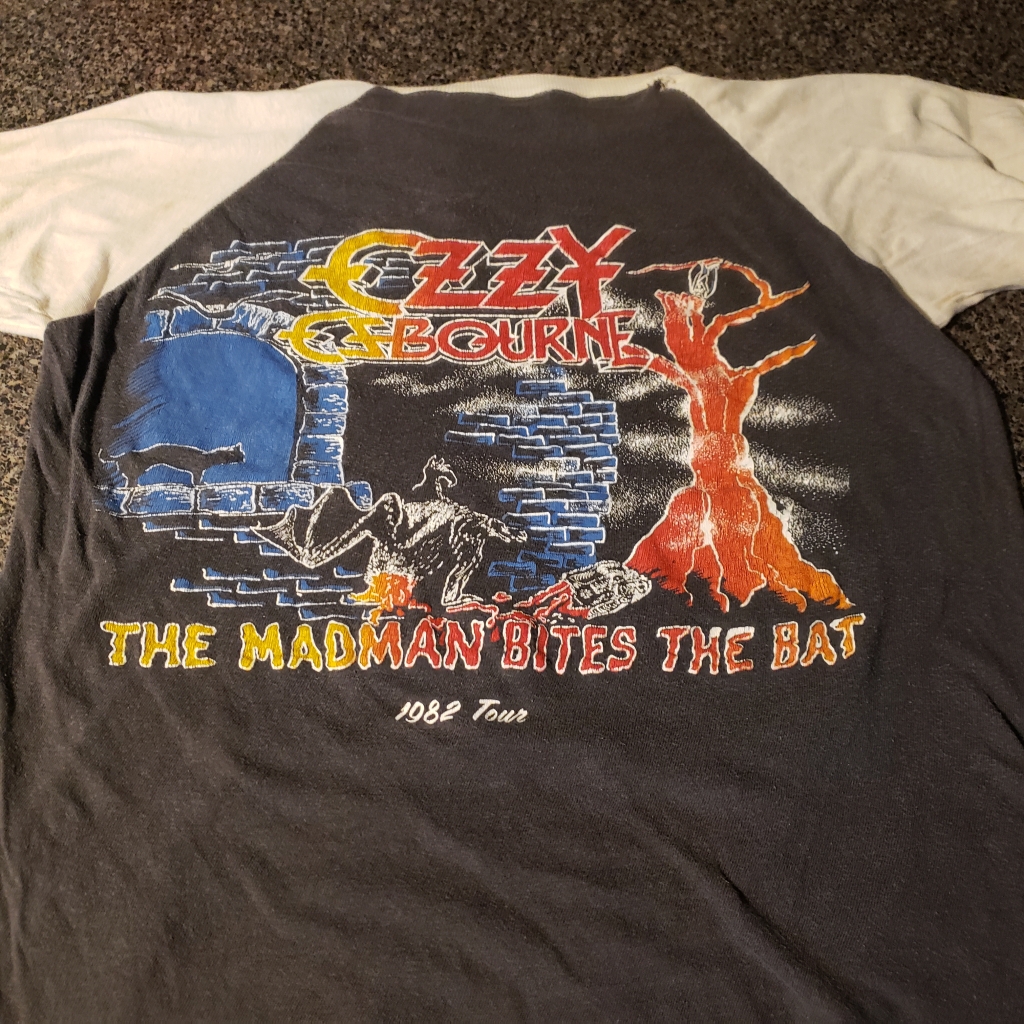 OZZY
OSBOURNE
THE MADMAN BITES THE BAT
1982 Tour